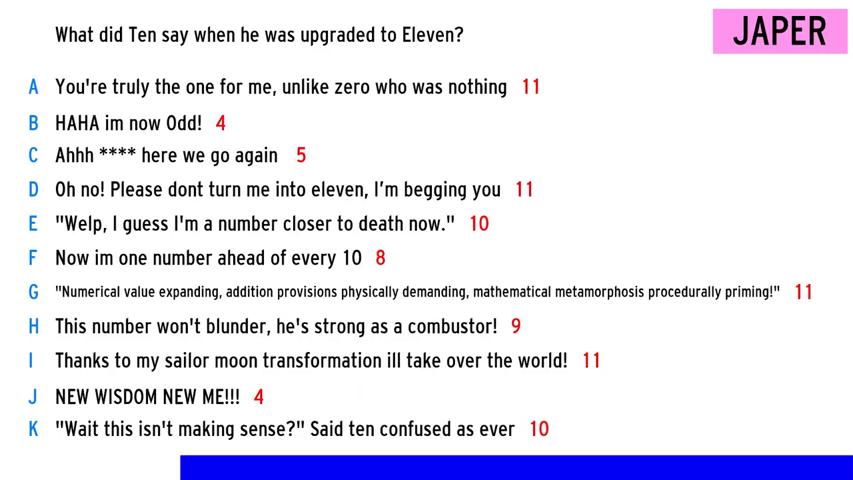 What did Ten say when he was upgraded to Eleven?
JAPER
A You're truly the one for me, unlike zero who was nothing 11
B HAHA im now Odd! 4
C Ahhh **** here we go again 5
D Oh no! Please dont turn me into eleven, I'm begging you 11
E "Welp, I guess I'm a number closer to death now." 10
F Now im one number ahead of every 10 8
G "Numerical value expanding, addition provisions physically demanding, mathematical metamorphosis procedurally priming!" 11
H This number won't blunder, he's strong as a combustor! 9
I Thanks to my sailor moon transformation ill take over the world! 11
J NEW WISDOM NEW ME!!! 4
K "Wait this isn't making sense?" Said ten confused as ever 10